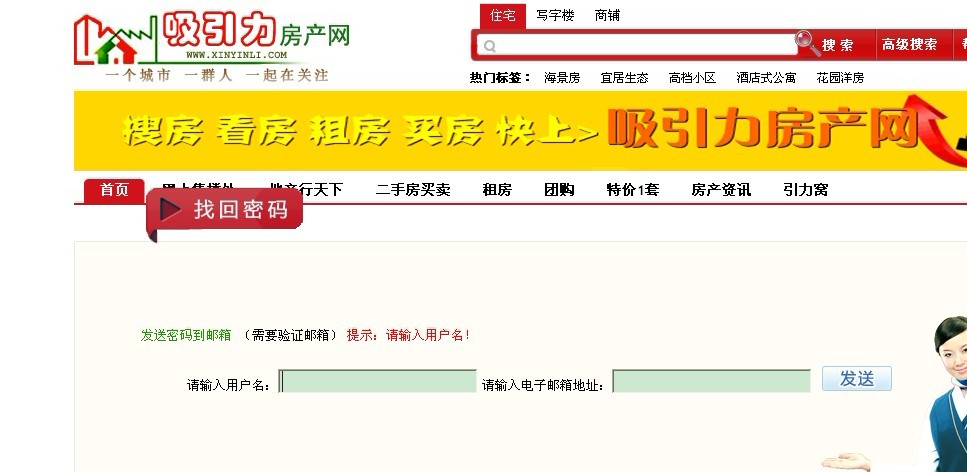 住宅 写字楼 商铺
吸引力房产网
WWW.XINYINLI.COM
一个城市 一群人 一起在关注
搜索 高级搜索
热门标签： 海景房 宜居生态 高档小区 酒店式公寓 花园洋房
搜房 看房 租房 买房 快上> 吸引力房产网
首页 地产行天下 二手房买卖 租房 团购 特价1套 房产资讯 引力窝
找回密码
发送密码到邮箱 （需要验证邮箱） 提示：请输入用户名！
请输入用户名： 请输入电子邮箱地址： 发送